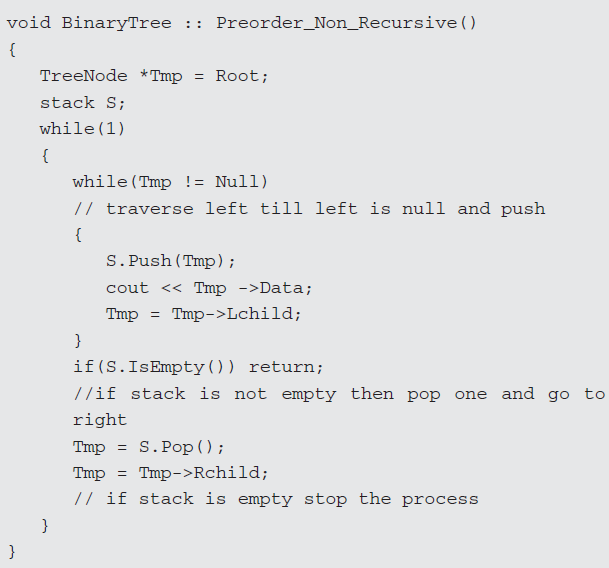 void BinaryTree :: Preorder_Non_Recursive()
{
   TreeNode *Tmp = Root;
   stack S;
   while(1)
   {
      while(Tmp != Null)
      // traverse left till left is null and push
      {
         S.Push(Tmp);
         cout << Tmp ->Data;
         Tmp = Tmp->Lchild;
      }
      if(S.IsEmpty()) return;
      //if stack is not empty then pop one and go to
      right
      Tmp = S.Pop();
      Tmp = Tmp->Rchild;
      // if stack is empty stop the process
   }
}